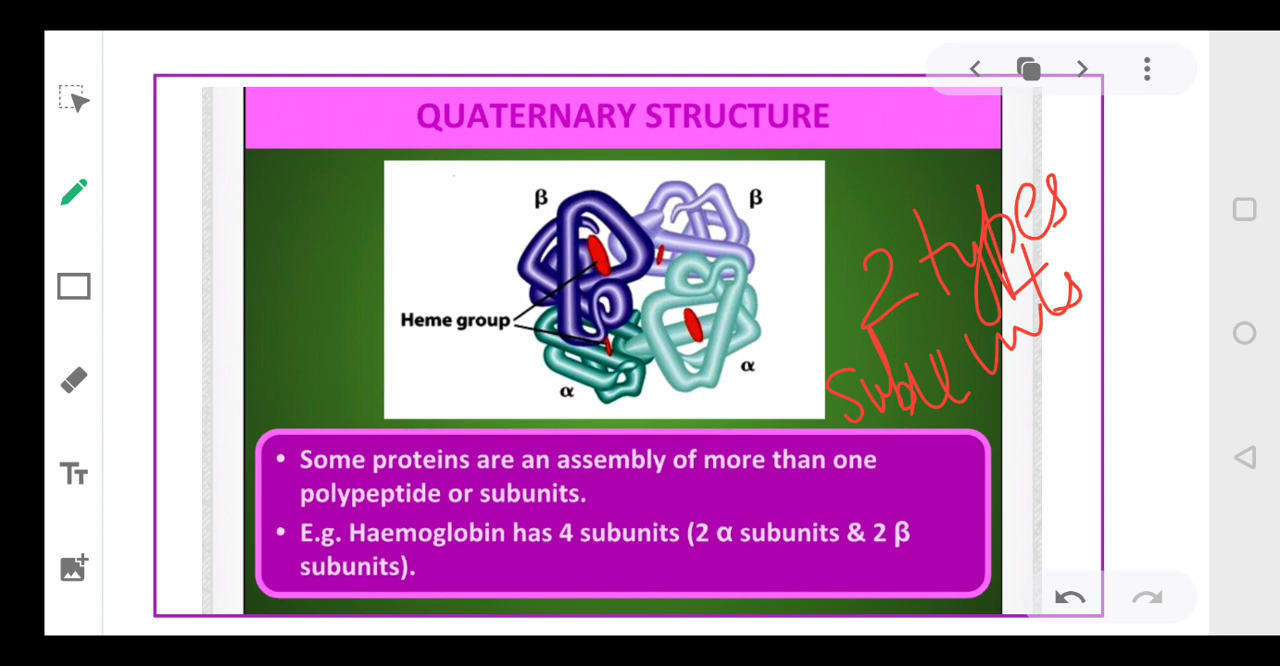 QUATERNARY STRUCTURE
β
β
2 types
subunits
Heme group
α
α
• Some proteins are an assembly of more than one
polypeptide or subunits.
• E.g. Haemoglobin has 4 subunits (2 α subunits & 2 β
subunits).
TT